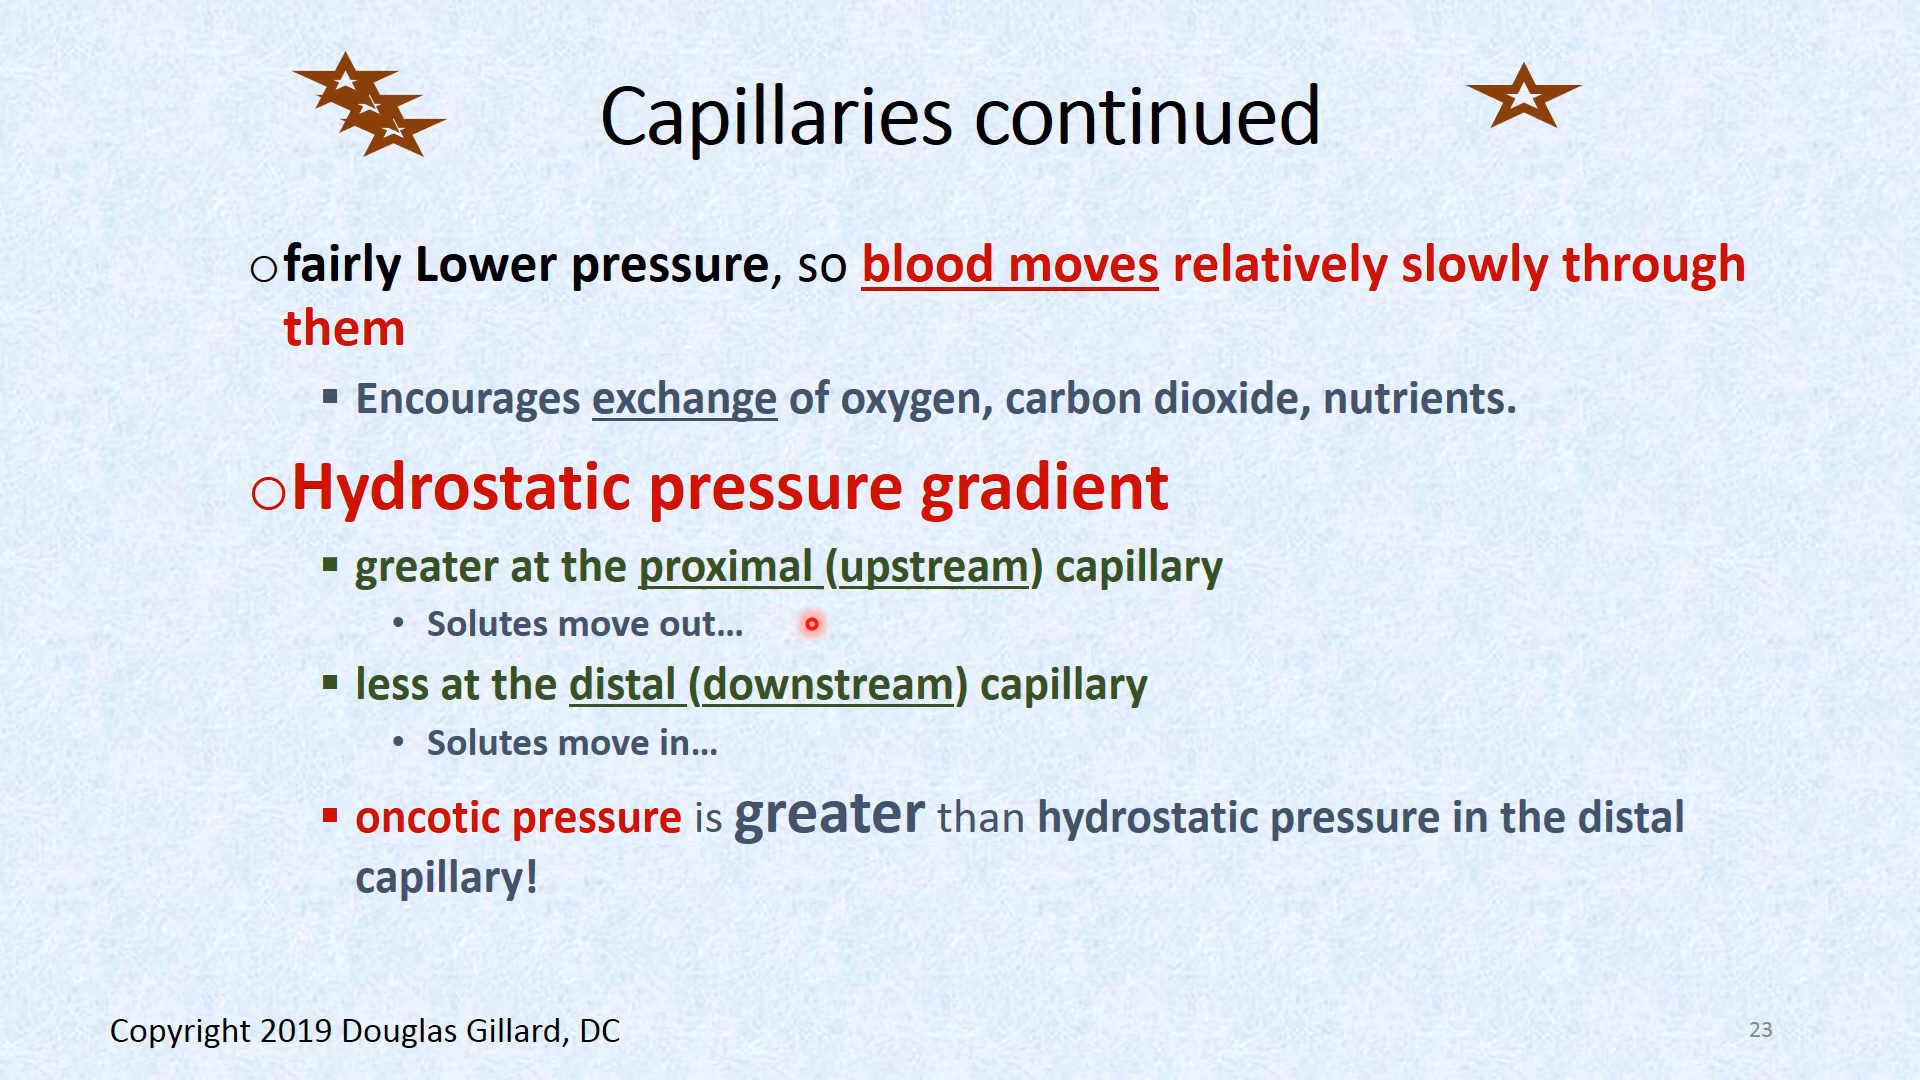 Capillaries continued
fairly Lower pressure, so blood moves relatively slowly through
them
Encourages exchange of oxygen, carbon dioxide, nutrients.
Hydrostatic pressure gradient
greater at the proximal (upstream) capillary
Solutes move out…
less at the distal (downstream) capillary
Solutes move in…
oncotic pressure is greater than hydrostatic pressure in the distal
capillary!
Copyright 2019 Douglas Gillard, DC
23